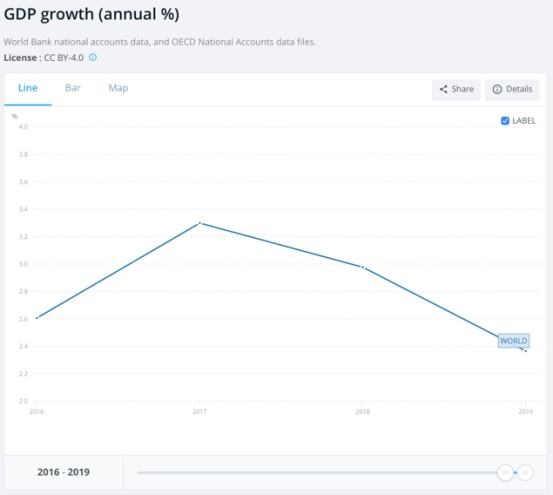 GDP growth (annual %)
World Bank national accounts data, and OECD National Accounts data files.
License : CC BY-4.0
Line Bar Map Share Details
%
LABEL
4.0
3.8
3.6
3.4
3.2
3.0
2.8
2.6
WORLD
2.4
2.2
2.0
2016 2017 2018 2019
2016 - 2019